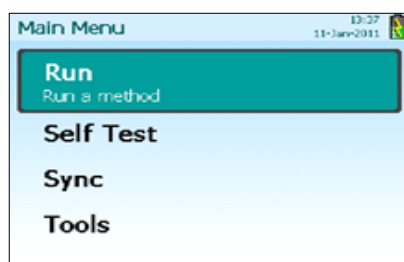 Main Menu
13:37
11-Jan-2011
Run
Run a method
Self Test
Sync
Tools